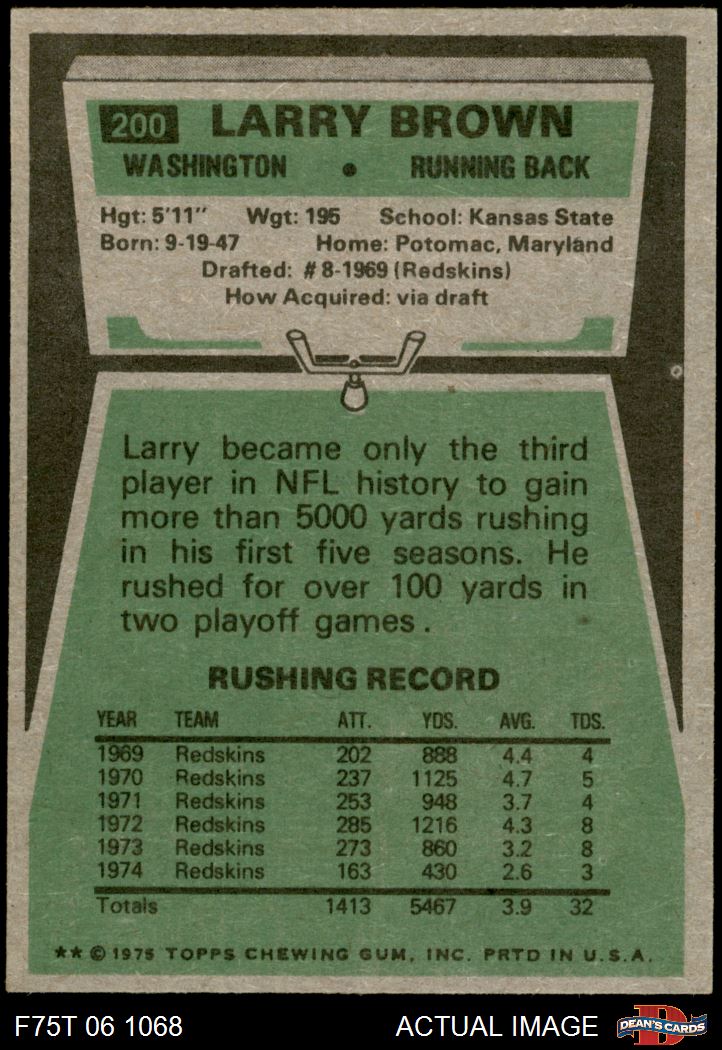 200 LARRY BROWN
WASHINGTON • RUNNING BACK
Hgt: 5'11" Wgt: 195 School: Kansas State
Born: 9-19-47 Home: Potomac, Maryland
Drafted: #8-1969 (Redskins)
How Acquired: via draft
Larry became only the third
player in NFL history to gain
more than 5000 yards rushing
in his first five seasons. He
rushed for over 100 yards in
two playoff games.
RUSHING RECORD
YEAR TEAM ATT. YDS. AVG. TDS.
1969 Redskins 202 888 4.4 4
1970 Redskins 237 1125 4.7 5
1971 Redskins 253 948 3.7 4
1972 Redskins 285 1216 4.3 8
1973 Redskins 273 860 3.2 8
1974 Redskins 163 430 2.6 3
Totals 1413 5467 3.9 32
** © 1975 TOPPS CHEWING GUM, INC. PRTD IN U.S.A.
F75T 06 1068 ACTUAL IMAGE D DEAN'S CARDS